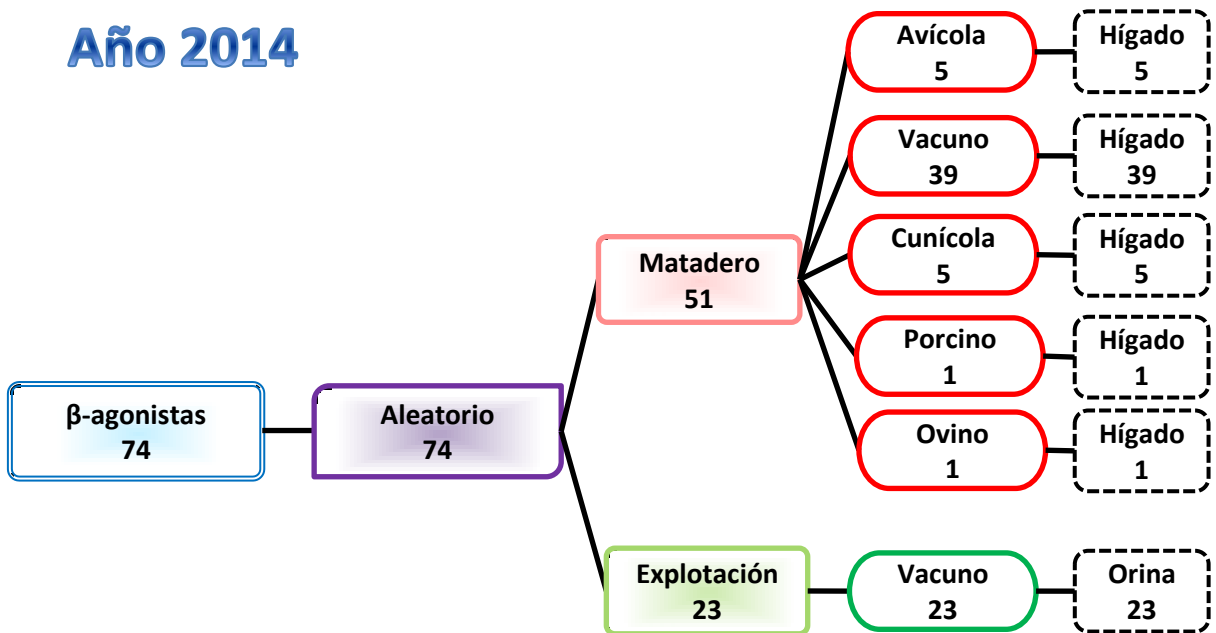 Año 2014
Avícola
5
Hígado
5
Vacuno
39
Hígado
39
Cunícola
5
Hígado
5
Matadero
51
Porcino
1
Hígado
1
β-agonistas
74
Aleatorio
74
Ovino
1
Hígado
1
Explotación
23
Vacuno
23
Orina
23